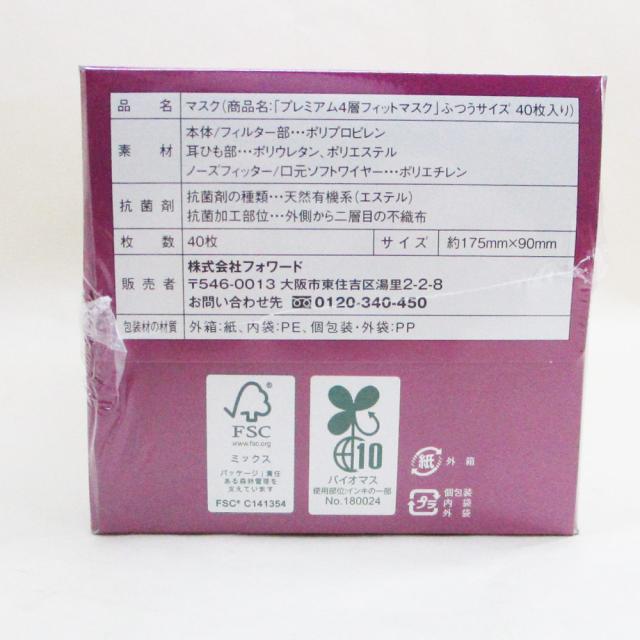 品名 マスク(商品名:「プレミアム4層フィットマスク」ふつうサイズ 40枚入り)
素材 本体/フィルター部…ポリプロピレン
耳ひも部…ポリウレタン、ポリエステル
ノーズフィッター/口元ソフトワイヤー…ポリエチレン
抗菌剤 抗菌剤の種類…天然有機系(エステル)
抗菌加工部位…外側から二層目の不織布
枚数 40枚 サイズ 約175mm×90mm
販売者 株式会社フォワード
〒546-0013 大阪市東住吉区湯里2-2-8
お問い合わせ先 0120-340-450
包装材の材質 外箱:紙、内袋:PE、個包装・外袋:PP
FSC
www.fsc.org
ミックス
パッケージ|責任
ある森林管理を
支えています
FSC® C141354
10
バイオマス
使用部位:インキの一部
No.180024
紙 外箱
プラ 個包装
内袋
外袋